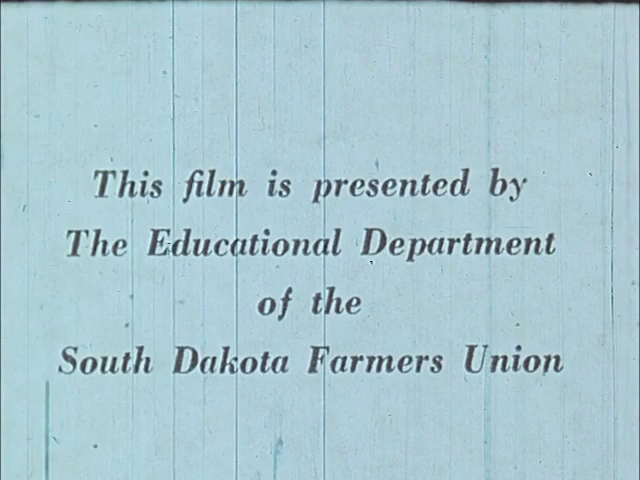 This film is presented by
The Educational Department
of the
South Dakota Farmers Union